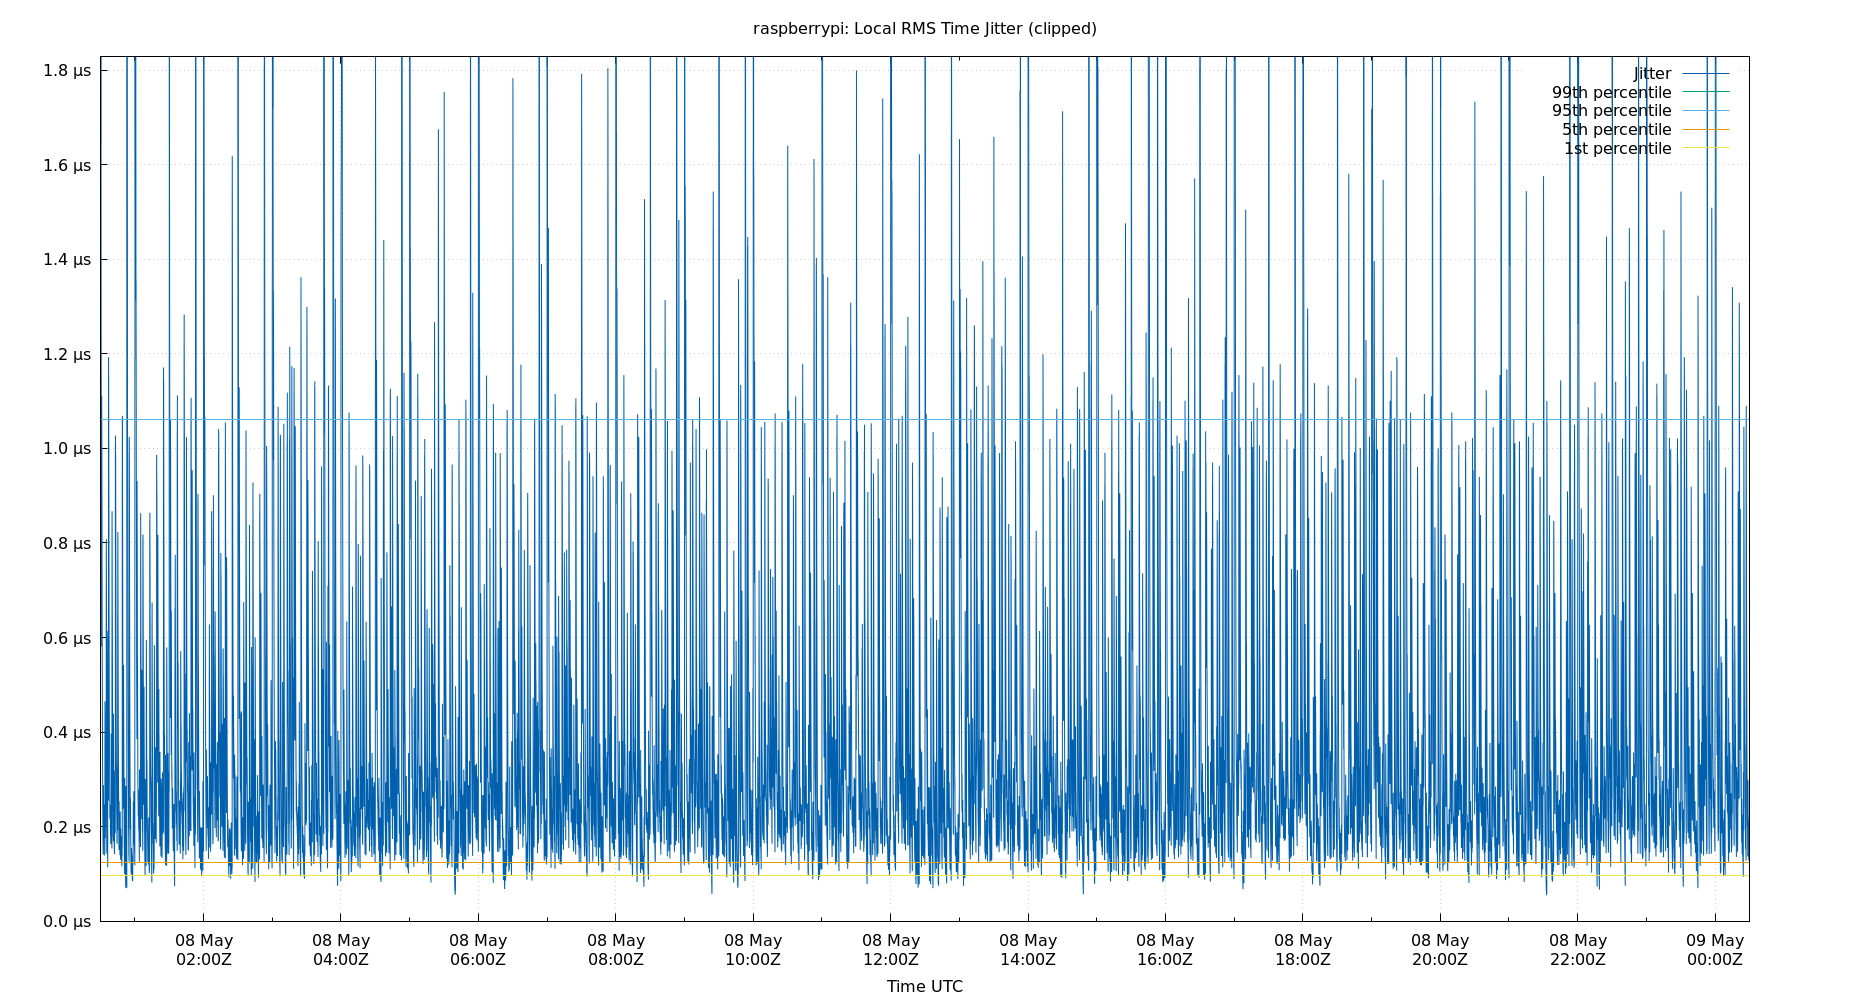 raspberrypi: Local RMS Time Jitter (clipped)
1.8 µs
1.6 µs
1.4 µs
1.2 µs
1.0 µs
0.8 µs
0.6 µs
0.4 µs
0.2 µs
0.0 µs
Jitter
99th percentile
95th percentile
5th percentile
1st percentile
08 May 08 May 08 May 08 May 08 May 08 May 08 May 08 May 08 May 08 May 08 May 09 May
02:00Z 04:00Z 06:00Z 08:00Z 10:00Z 12:00Z 14:00Z 16:00Z 18:00Z 20:00Z 22:00Z 00:00Z
Time UTC